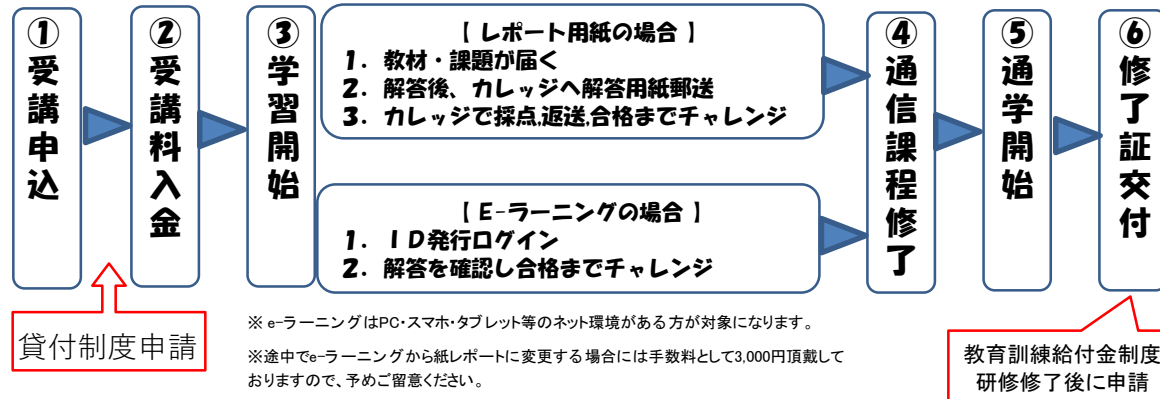 ①受講申込
②受講料入金
③学習開始
【 レポート用紙の場合 】
1. 教材・課題が届く
2. 解答後、カレッジへ解答用紙郵送
3. カレッジで採点,返送,合格までチャレンジ
【 E-ラーニングの場合 】
1. ID発行ログイン
2. 解答を確認し合格までチャレンジ
④通信課程修了
⑤通学開始
⑥修了証交付
貸付制度申請
※ e-ラーニングはPC・スマホ・タブレット等のネット環境がある方が対象になります。
※途中でe-ラーニングから紙レポートに変更する場合には手数料として3,000円頂戴して
おりますので、予めご留意ください。
教育訓練給付金制度
研修修了後に申請